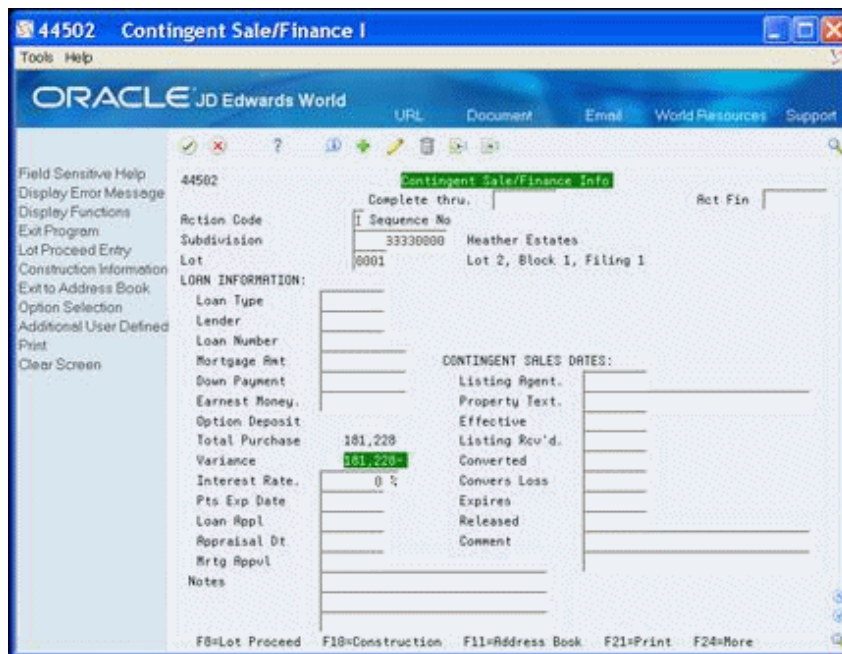 44502 Contingent Sale/Finance I
Tools Help
ORACLE JD Edwards World
URL Document Email World Resources Support
Field Sensitive Help
Display Error Message
Display Functions
Exit Program
Lot Proceed Entry
Construction Information
Exit to Address Book
Option Selection
Additional User Defined
Print
Clear Screen
44502 Contingent Sale/Finance Info
Complete thru. Act Fin
Action Code I Sequence No
Subdivision 33330000 Heather Estates
Lot 0001 Lot 2, Block 1, Filing 1
LOAN INFORMATION:
Loan Type
Lender
Loan Number
Mortgage Amt CONTINGENT SALES DATES:
Down Payment Listing Agent.
Earnest Money. Property Text.
Option Deposit Effective
Total Purchase 181,228 Listing Rcv'd.
Variance 181,228- Converted
Interest Rate. 0 % Convers Loss
Pts Exp Date Expires
Loan Appl Released
Appraisal Dt Comment
Mrtg Appvl
Notes
F8=Lot Proceed F18=Construction F11=Address Book F21=Print F24=More